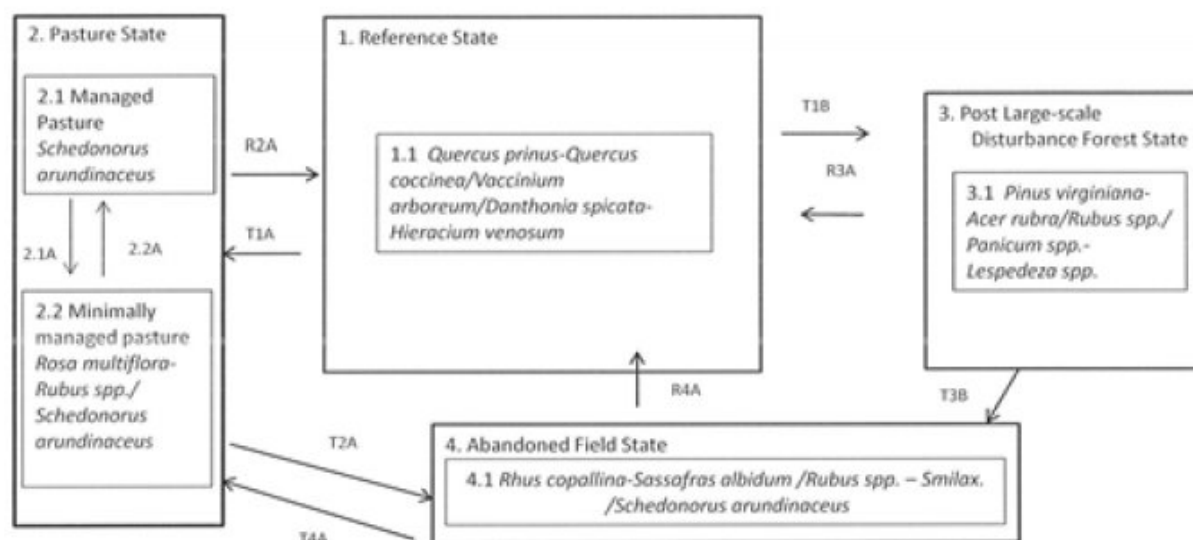 2. Pasture State
2.1 Managed
Pasture
Schedonorus
arundinaceus
2.1A
2.2A
2.2 Minimally
managed pasture
Rosa multiflora-
Rubus spp./
Schedonorus
arundinaceus
R2A
T1A
1. Reference State
1.1 Quercus prinus-Quercus
coccinea/Vaccinium
arboreum/Danthonia spicata-
Hieracium venosum
T1B
R3A
3. Post Large-scale
Disturbance Forest State
3.1 Pinus virginiana-
Acer rubra/Rubus spp./
Panicum spp.-
Lespedeza spp.
R4A
T3B
T2A
T4A
4. Abandoned Field State
4.1 Rhus copallina-Sassafras albidum /Rubus spp. – Smilax.
/Schedonorus arundinaceus